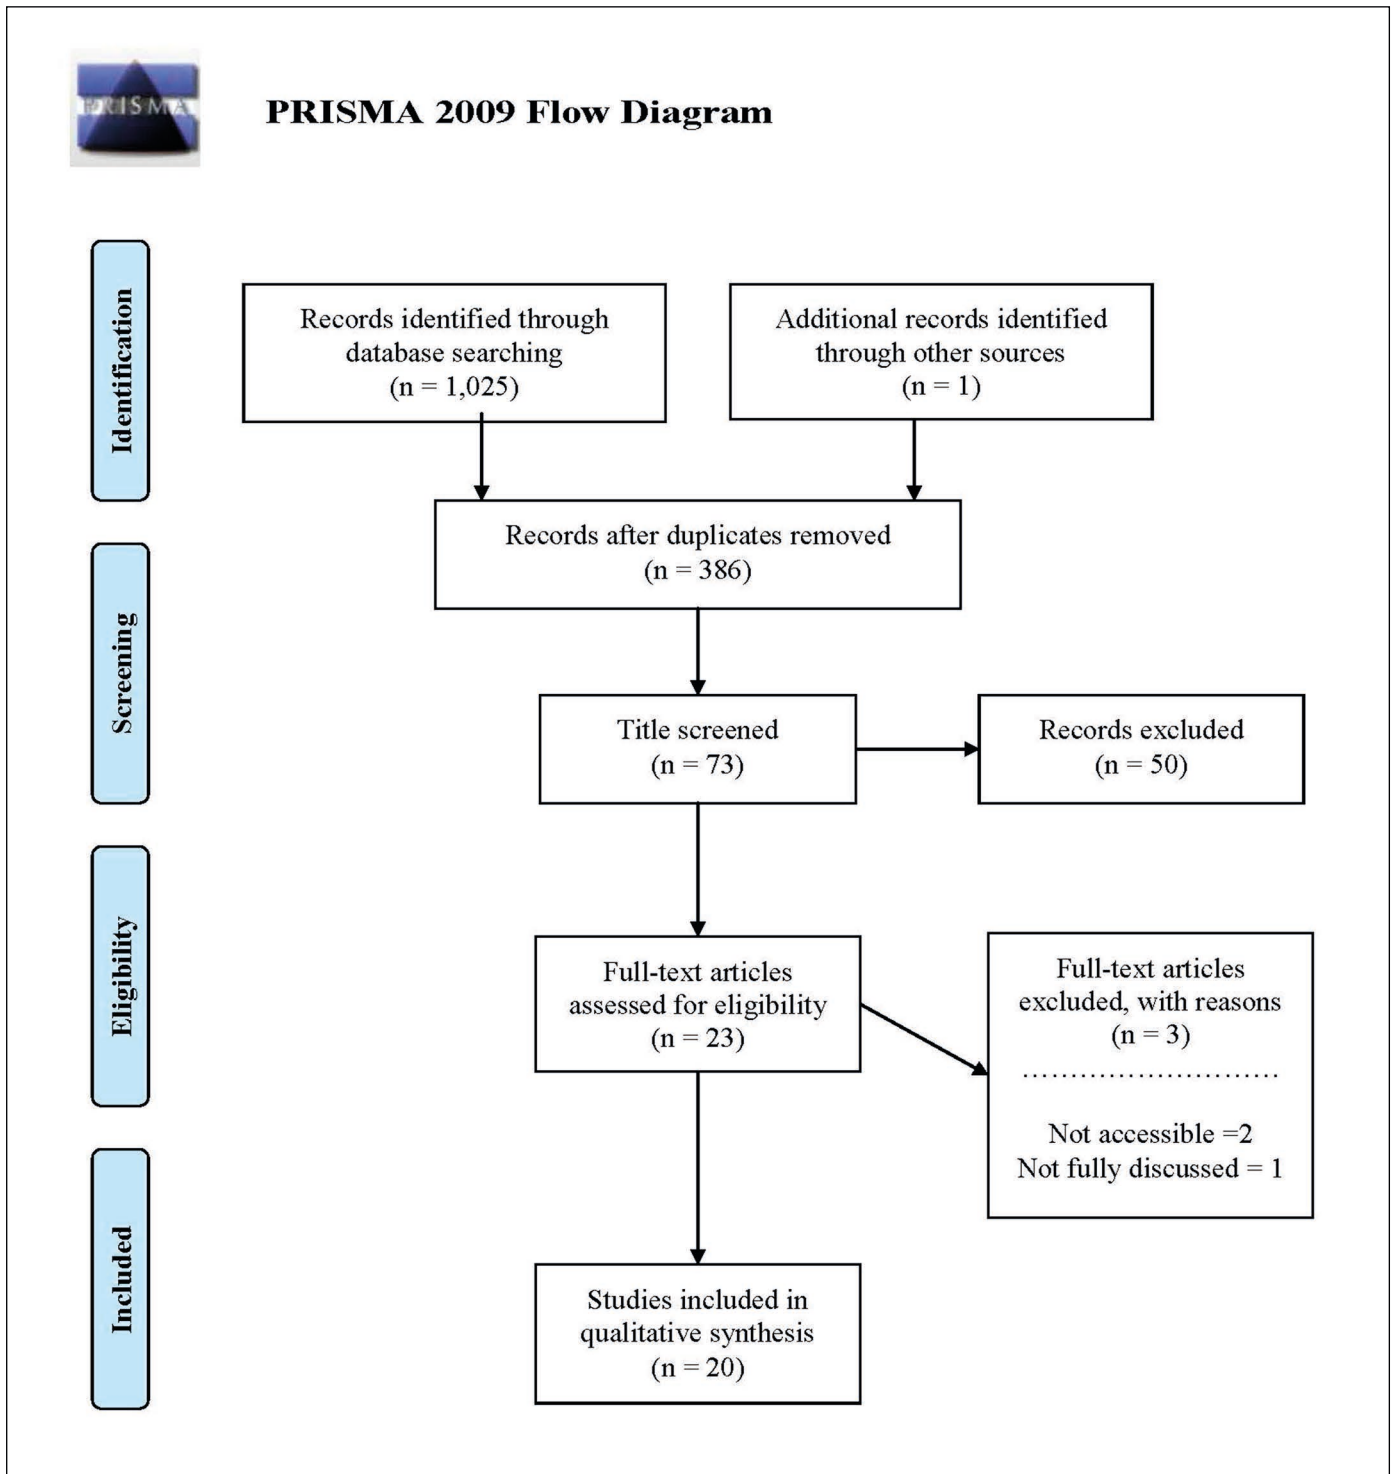 PRISMA
PRISMA 2009 Flow Diagram
Identification
Records identified through
database searching
(n = 1,025)
Additional records identified
through other sources
(n = 1)
Records after duplicates removed
(n = 386)
Screening
Title screened
(n = 73)
Records excluded
(n = 50)
Eligibility
Full-text articles
assessed for eligibility
(n = 23)
Full-text articles
excluded, with reasons
(n = 3)
...........................
Not accessible =2
Not fully discussed = 1
Included
Studies included in
qualitative synthesis
(n = 20)